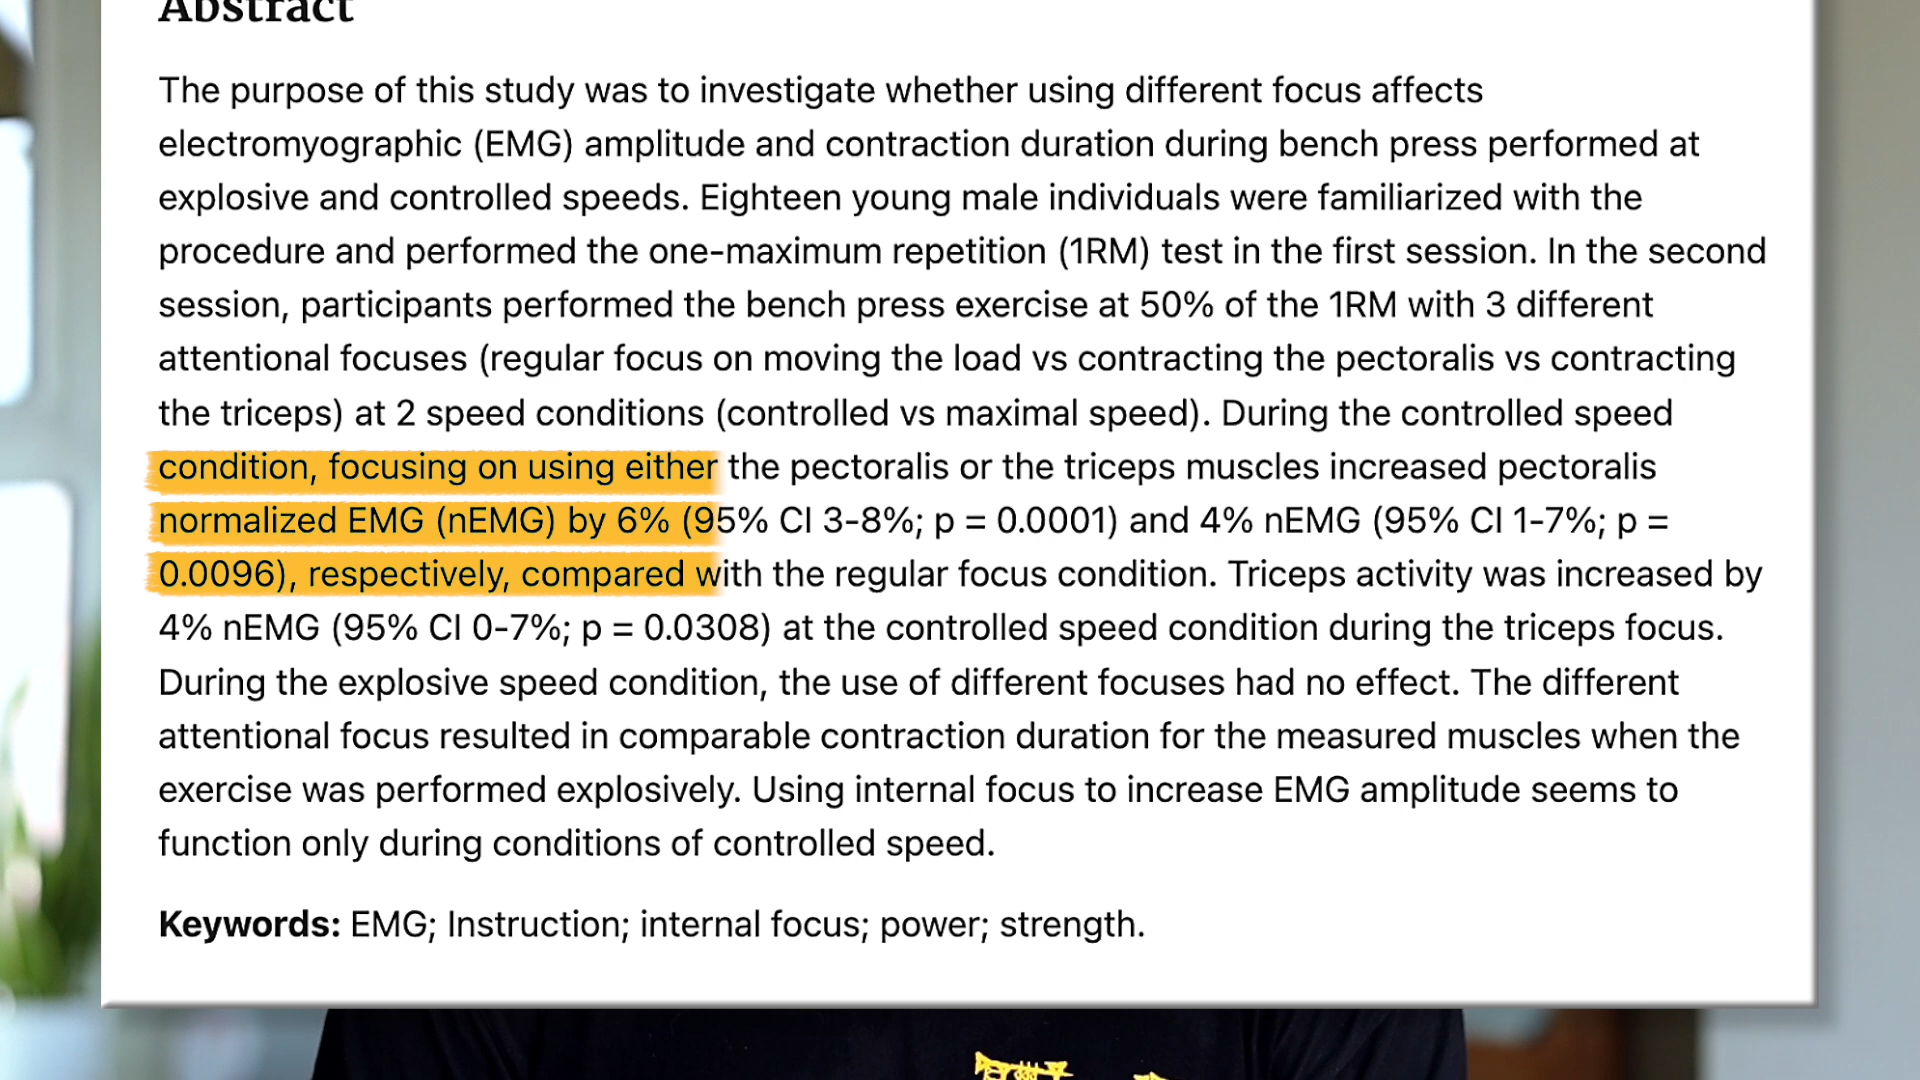 Abstract
The purpose of this study was to investigate whether using different focus affects
electromyographic (EMG) amplitude and contraction duration during bench press performed at
explosive and controlled speeds. Eighteen young male individuals were familiarized with the
procedure and performed the one-maximum repetition (1RM) test in the first session. In the second
session, participants performed the bench press exercise at 50% of the 1RM with 3 different
attentional focuses (regular focus on moving the load vs contracting the pectoralis vs contracting
the triceps) at 2 speed conditions (controlled vs maximal speed). During the controlled speed
condition, focusing on using either the pectoralis or the triceps muscles increased pectoralis
normalized EMG (nEMG) by 6% (95% CI 3-8%; p = 0.0001) and 4% nEMG (95% CI 1-7%; p =
0.0096), respectively, compared with the regular focus condition. Triceps activity was increased by
4% nEMG (95% CI 0-7%; p = 0.0308) at the controlled speed condition during the triceps focus.
During the explosive speed condition, the use of different focuses had no effect. The different
attentional focus resulted in comparable contraction duration for the measured muscles when the
exercise was performed explosively. Using internal focus to increase EMG amplitude seems to
function only during conditions of controlled speed.
Keywords: EMG; Instruction; internal focus; power; strength.